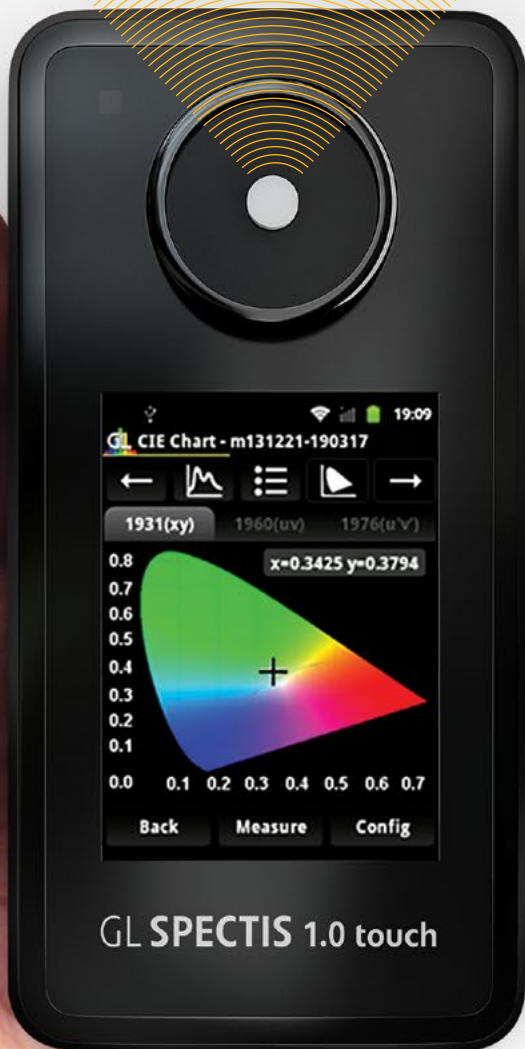 19:09
GL CIE Chart - m131221-190317
1931(xy) 1960(uv) 1976(u'v')
x=0.3425 y=0.3794
0.8
0.7
0.6
0.5
0.4
0.3
0.2
0.1
0.0 0.1 0.2 0.3 0.4 0.5 0.6 0.7
Back Measure Config
GL SPECTIS 1.0 touch